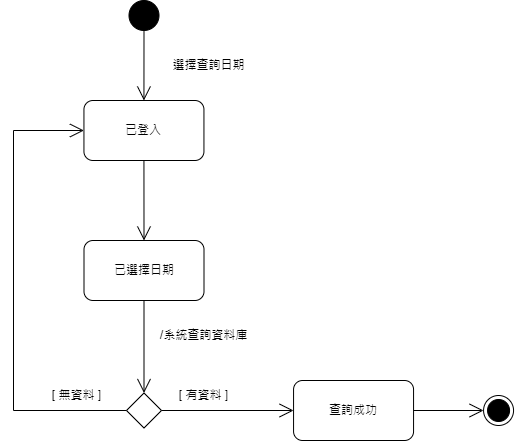 選擇查詢日期
已登入
已選擇日期
/系統查詢資料庫
[ 無資料 ]
[ 有資料 ]
查詢成功